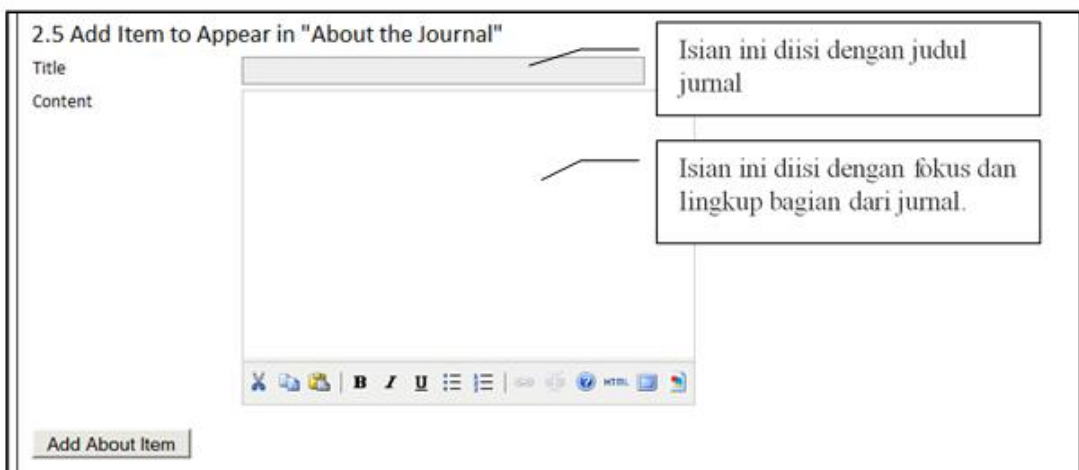 2.5 Add Item to Appear in "About the Journal"
Title
Isian ini diisi dengan judul
jurnal
Content
Isian ini diisi dengan fokus dan
lingkup bagian dari jurnal.
B I U
HTML
Add About Item